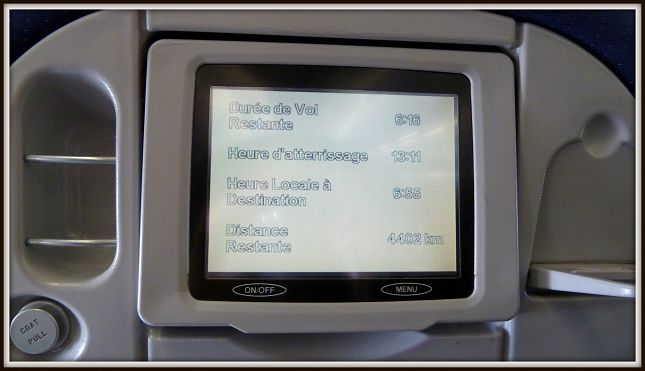 Durée de Vol
Restante 6:16
Heure d'atterrissage 13:11
Heure Locale à
Destination 6:55
Distance
Restante 4402 km
ON/OFF MENU
COAT
PULL